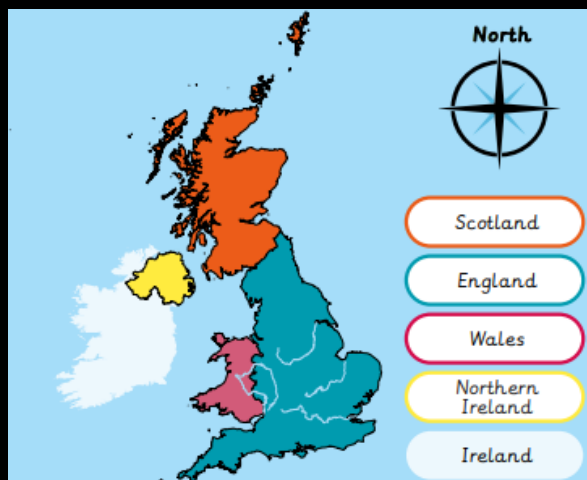 North
Scotland
England
Wales
Northern
Ireland
Ireland